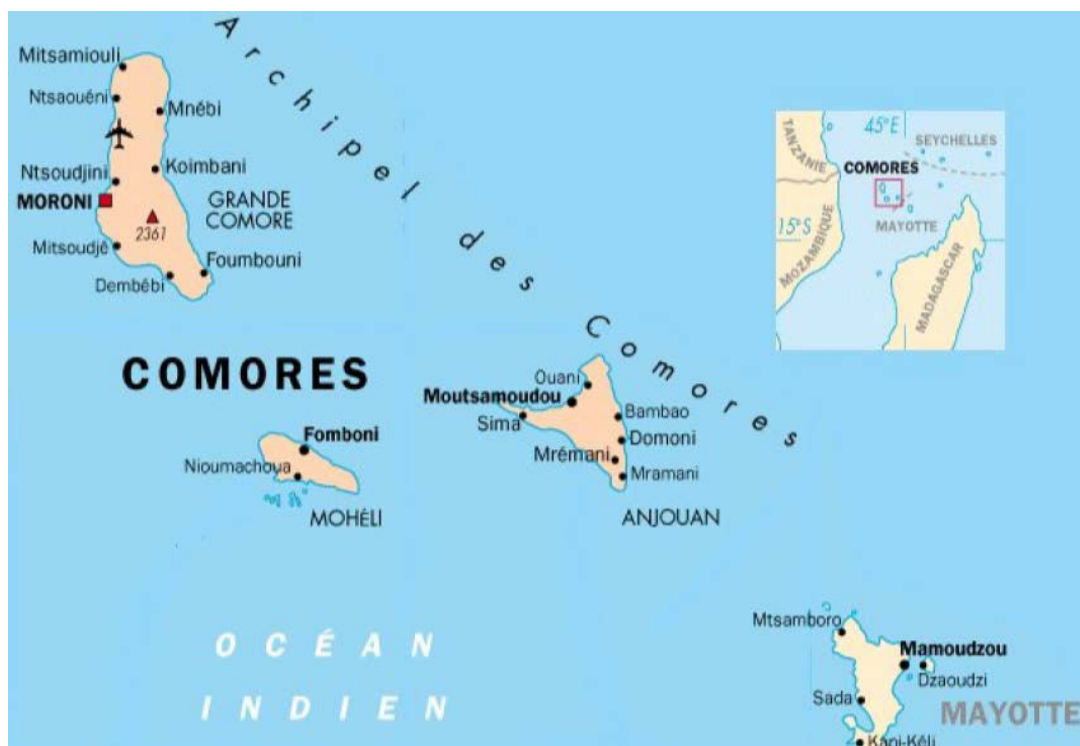 Archipel des Comores
Mitsamiouli
Ntsaouéni
Mnébi
Koimbani
Ntsoudjini
MORONI
GRANDE
COMORE
2361
Mitsoudjé
Foumbouni
Dembébi
45°E
TANZANIE
SEYCHELLES
COMORES
MAYOTTE
15°S
MOZAMBIQUE
MADAGASCAR
COMORES
Ouani
Moutsamoudou
Sima
Bambao
Domoni
Mrémani
Mramani
ANJOUAN
Fomboni
Nioumachoua
MOHÉLI
OCÉAN
INDIEN
Mtsamboro
Mamoudzou
Dzaoudzi
Sada
MAYOTTE
Kani-Kéli